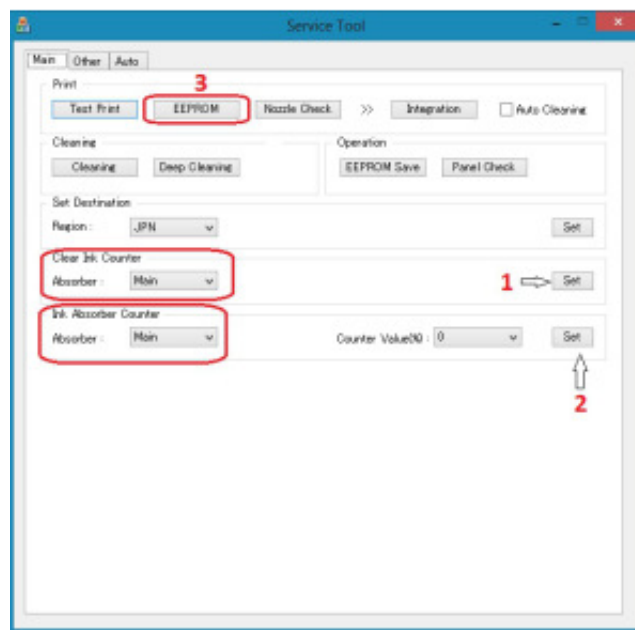 Service Tool
Main Other Auto
3
Print
Test Print EEPROM Nozzle Check >> Integration Auto Cleaning
Cleaning Operation
Cleaning Deep Cleaning EEPROM Save Panel Check
Set Destination
Region : JPN Set
Clear Ink Counter
Absorber : Main 1 Set
Ink Absorber Counter
Absorber : Main Counter Value(%) : 0 Set
2